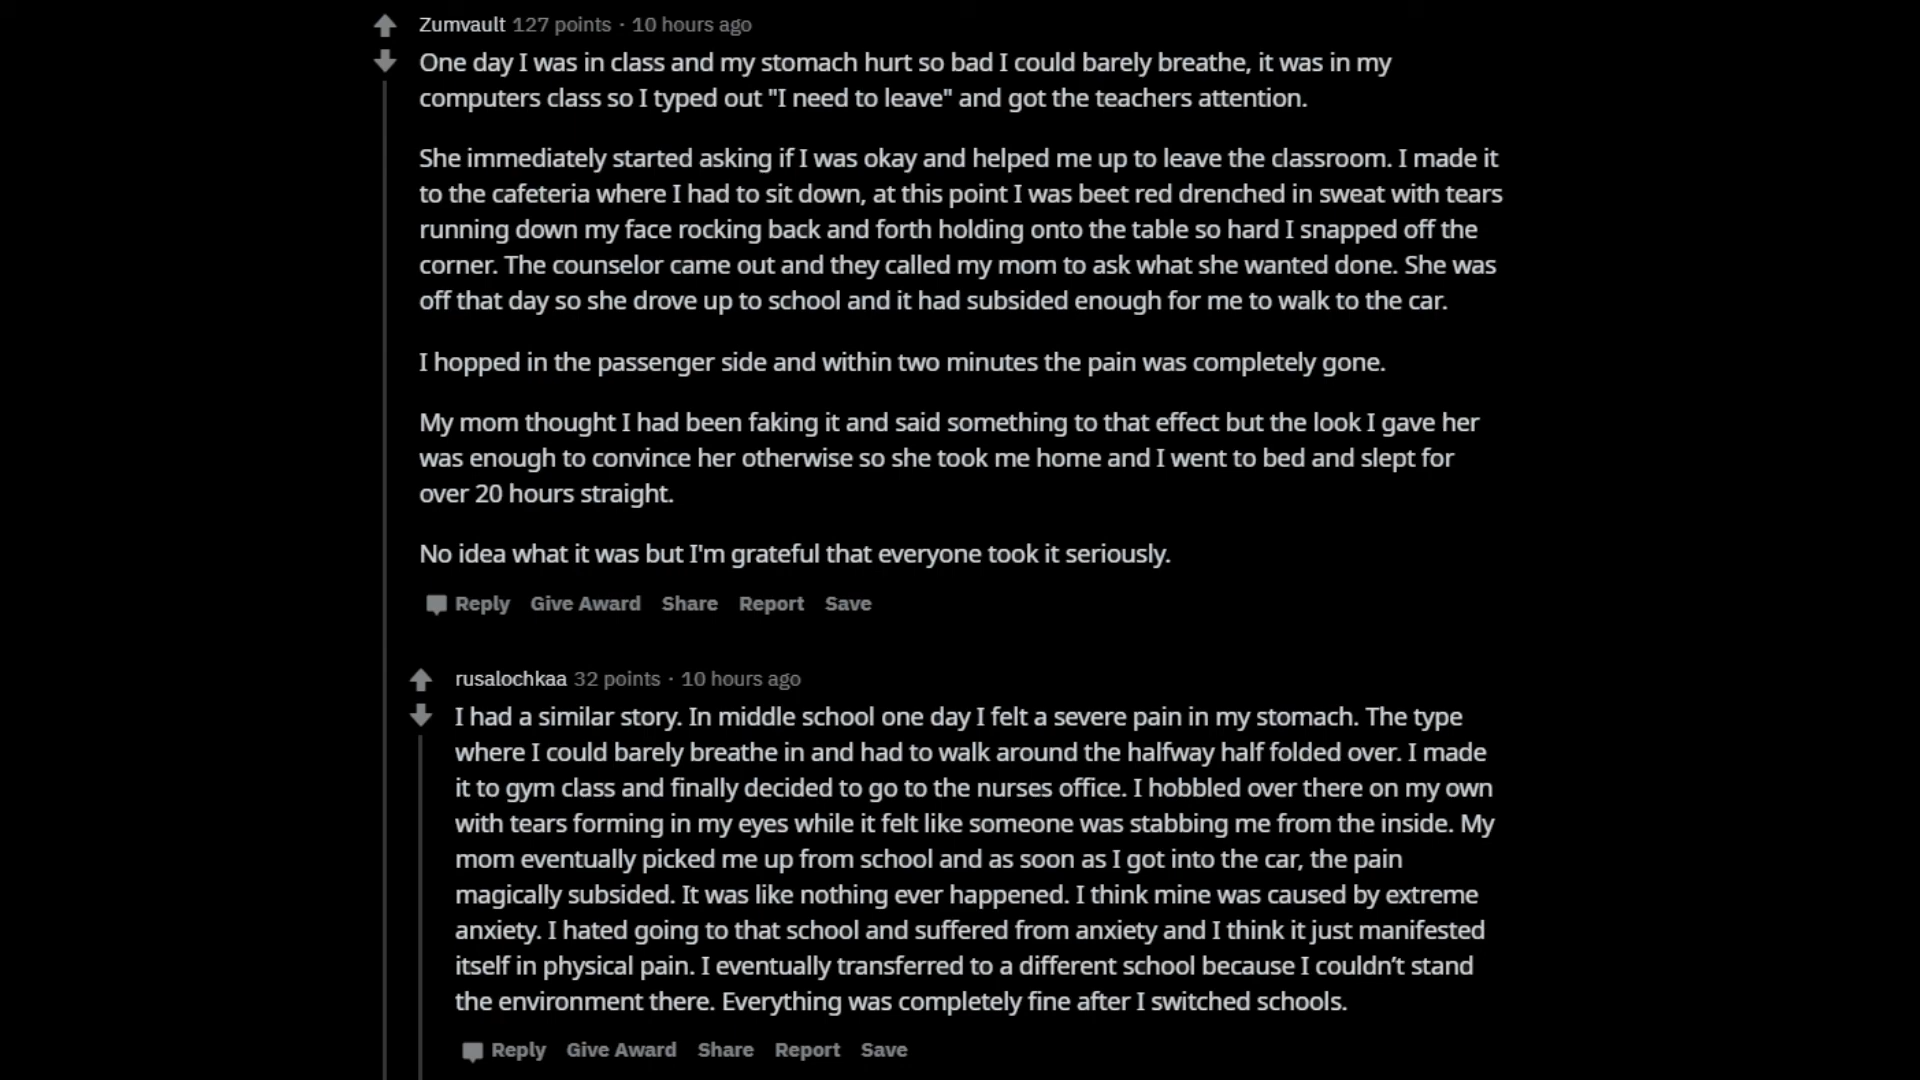 Zumvault 127 points · 10 hours ago
One day I was in class and my stomach hurt so bad I could barely breathe, it was in my
computers class so I typed out "I need to leave" and got the teachers attention.
She immediately started asking if I was okay and helped me up to leave the classroom. I made it
to the cafeteria where I had to sit down, at this point I was beet red drenched in sweat with tears
running down my face rocking back and forth holding onto the table so hard I snapped off the
corner. The counselor came out and they called my mom to ask what she wanted done. She was
off that day so she drove up to school and it had subsided enough for me to walk to the car.
I hopped in the passenger side and within two minutes the pain was completely gone.
My mom thought I had been faking it and said something to that effect but the look I gave her
was enough to convince her otherwise so she took me home and I went to bed and slept for
over 20 hours straight.
No idea what it was but I'm grateful that everyone took it seriously.
Reply Give Award Share Report Save
rusalochkaa 32 points · 10 hours ago
I had a similar story. In middle school one day I felt a severe pain in my stomach. The type
where I could barely breathe in and had to walk around the halfway half folded over. I made
it to gym class and finally decided to go to the nurses office. I hobbled over there on my own
with tears forming in my eyes while it felt like someone was stabbing me from the inside. My
mom eventually picked me up from school and as soon as I got into the car, the pain
magically subsided. It was like nothing ever happened. I think mine was caused by extreme
anxiety. I hated going to that school and suffered from anxiety and I think it just manifested
itself in physical pain. I eventually transferred to a different school because I couldn’t stand
the environment there. Everything was completely fine after I switched schools.
Reply Give Award Share Report Save